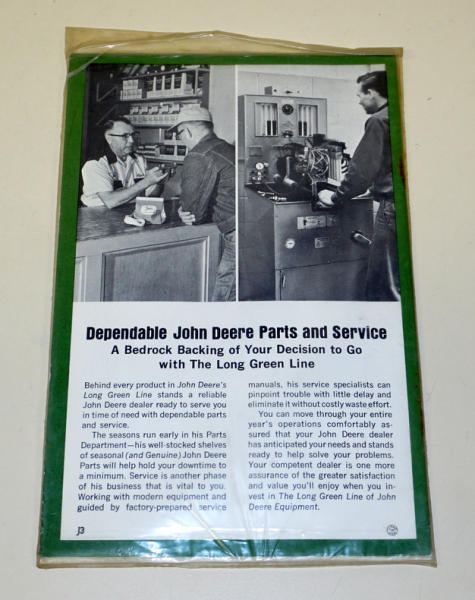 Dependable John Deere Parts and Service
A Bedrock Backing of Your Decision to Go
with The Long Green Line
Behind every product in John Deere's
Long Green Line stands a reliable
John Deere dealer ready to serve you
in time of need with dependable parts
and service.
The seasons run early in his Parts
Department—his well-stocked shelves
of seasonal (and Genuine) John Deere
Parts will help hold your downtime to
a minimum. Service is another phase
of his business that is vital to you.
Working with modern equipment and
guided by factory-prepared service
manuals, his service specialists can
pinpoint trouble with little delay and
eliminate it without costly waste effort.
You can move through your entire
year's operations comfortably as-
sured that your John Deere dealer
has anticipated your needs and stands
ready to help solve your problems.
Your competent dealer is one more
assurance of the greater satisfaction
and value you'll enjoy when you in-
vest in The Long Green Line of John
Deere Equipment.
J3